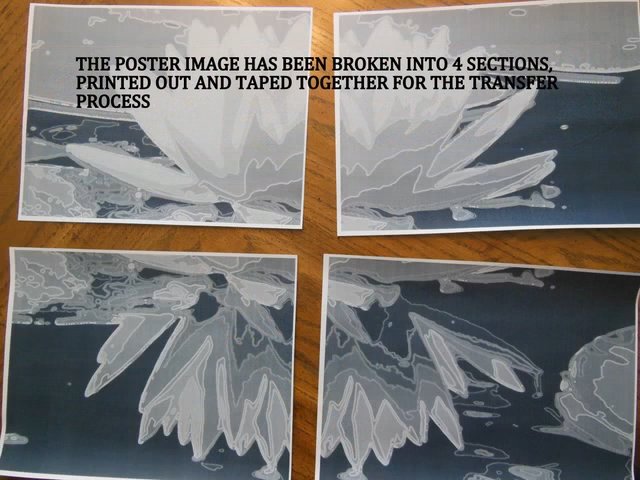 THE POSTER IMAGE HAS BEEN BROKEN INTO 4 SECTIONS,
PRINTED OUT AND TAPED TOGETHER FOR THE TRANSFER
PROCESS